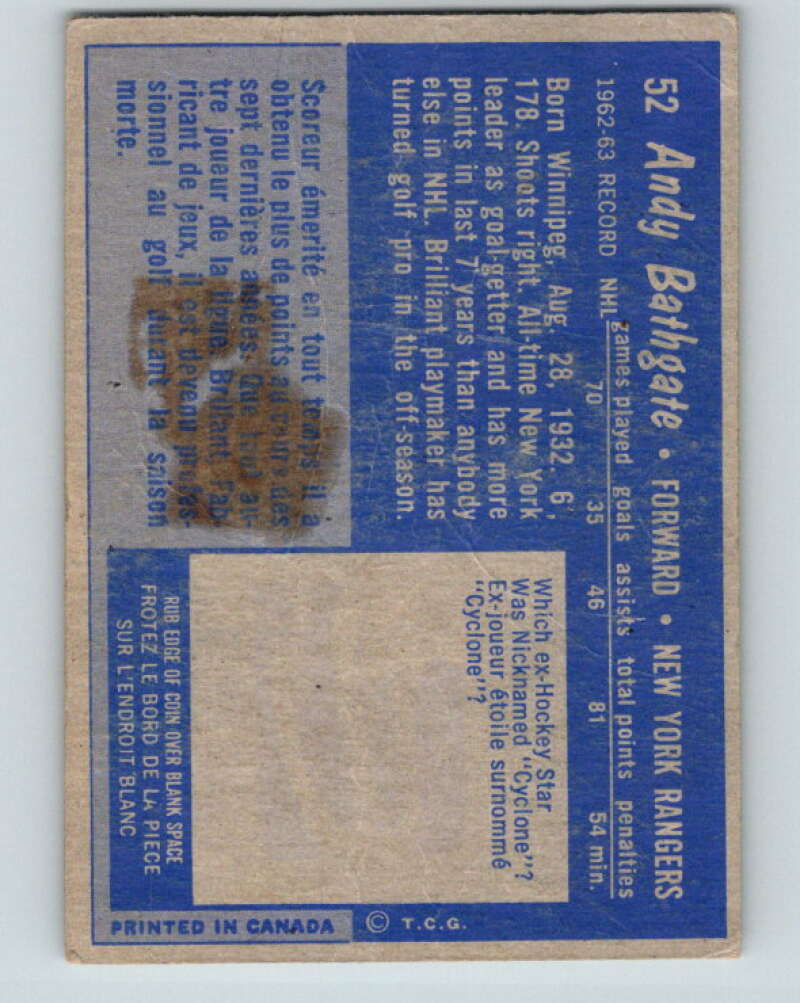 52 Andy Bathgate • FORWARD • NEW YORK RANGERS
1962-63 RECORD games played goals assists total points penalties
NHL 70 35 46 81 54 min.
Born Winnipeg, Aug. 28, 1932. 6',
178. Shoots right. All-time New York
leader as goal-getter and has more
points in last 7 years than anybody
else in NHL. Brilliant playmaker has
turned golf pro in the off-season.
Scoreur émerité en tout temps il a
obtenu le plus de points au cours des
sept dernières années. Que tout au-
tre joueur de la ligne. Brillant Fab-
ricant de jeux, il est devenu profes-
sionnel au golf durant la saison
morte.
Which ex-Hockey Star
Was Nicknamed "Cyclone"?
Ex-joueur étoile surnommé
"Cyclone"?
RUB EDGE OF COIN OVER BLANK SPACE
FROTEZ LE BORD DE LA PIECE
SUR L'ENDROIT BLANC
PRINTED IN CANADA © T.C.G.